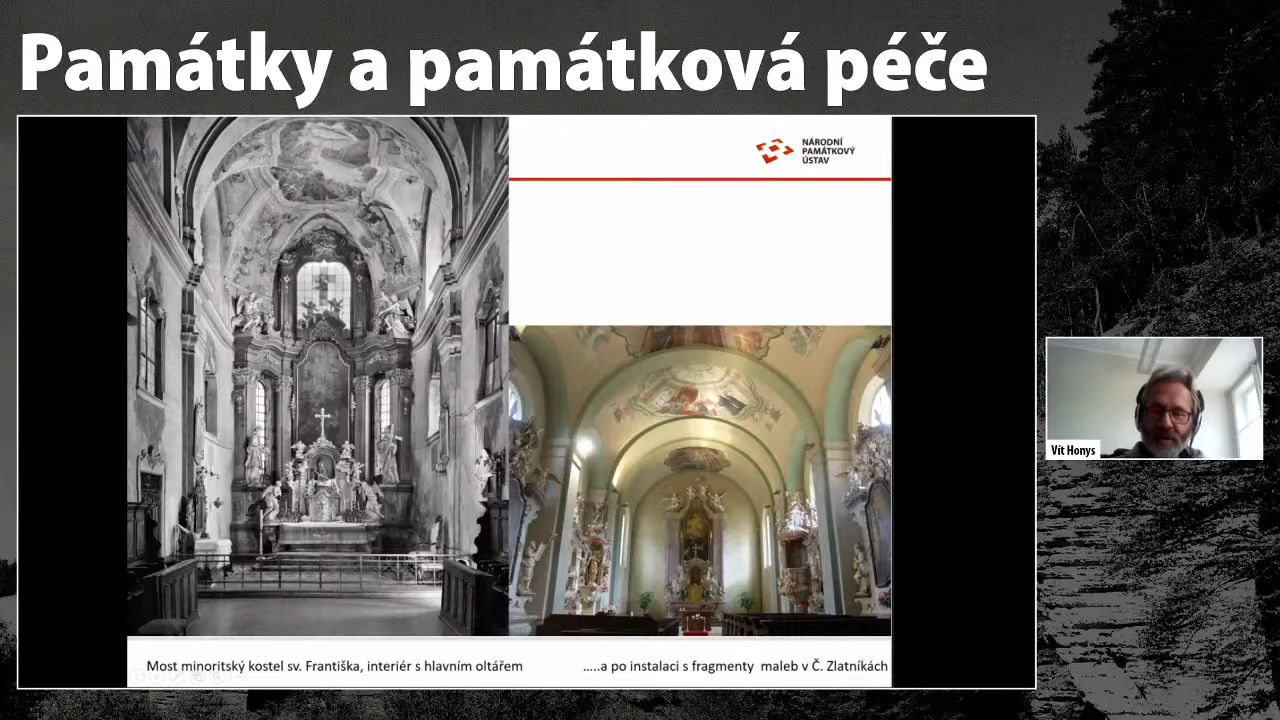 Památky a památková péče
NÁRODNÍ
PAMÁTKOVÝ
ÚSTAV
Vít Honys
Most minoritský kostel sv. Františka, interiér s hlavním oltářem
.....a po instalaci s fragmenty maleb v Č. Zlatníkách